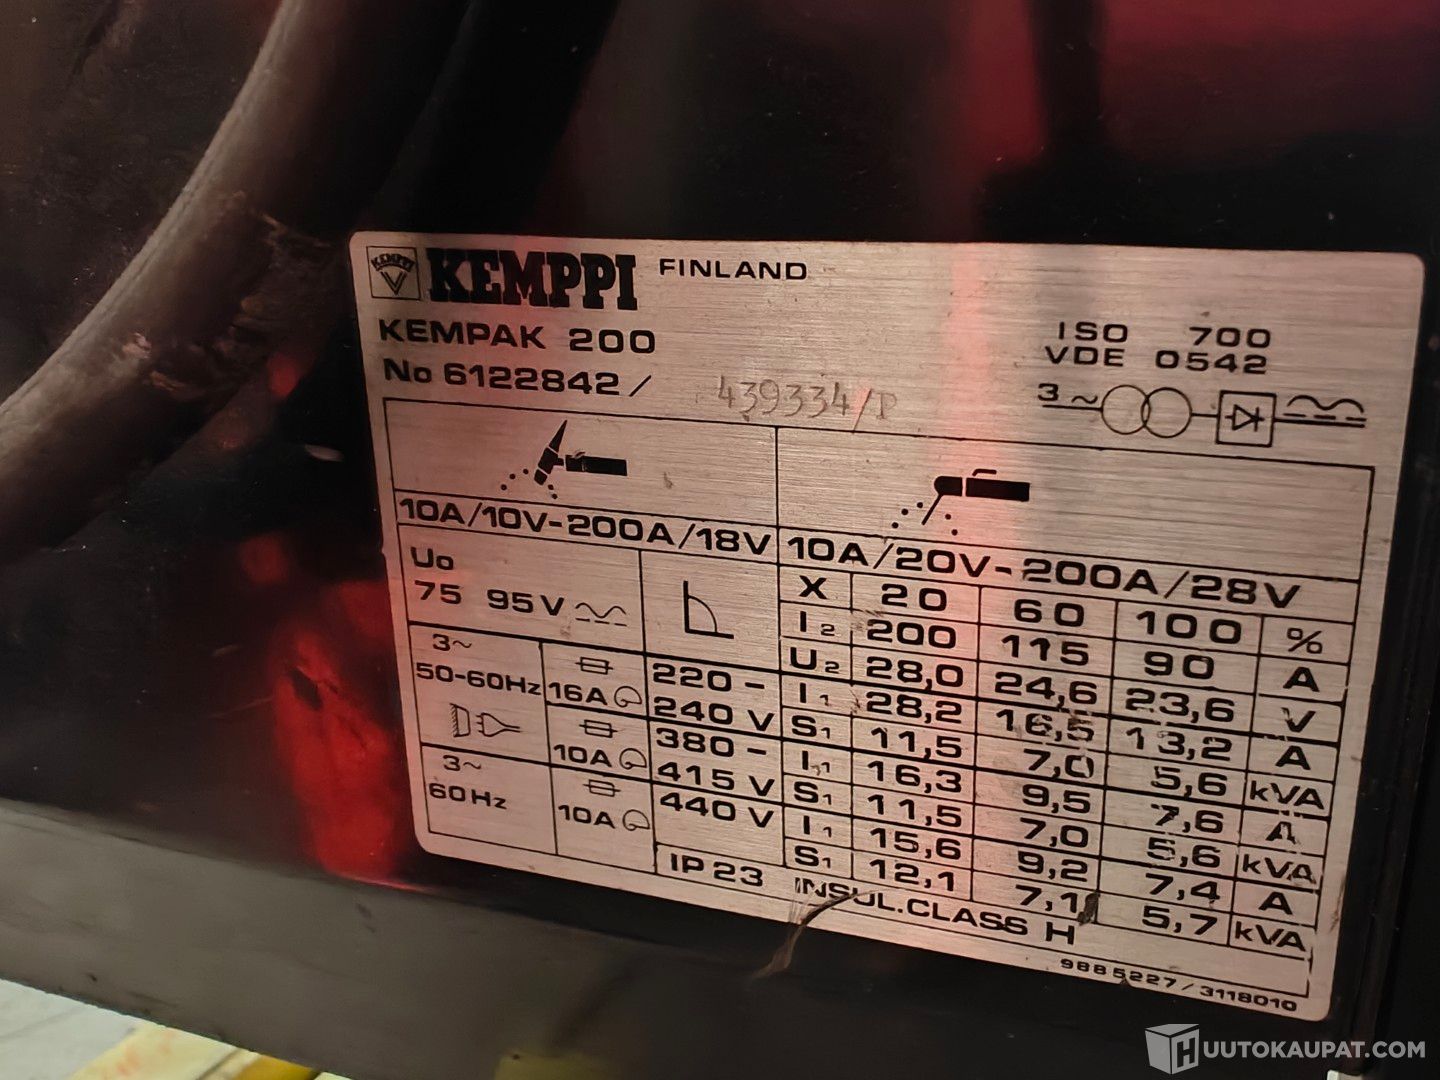 KEMPPI
KEMPPI FINLAND
KEMPAK 200
No 6122842/ 439334/P
ISO 700
VDE 0542
3~
10A/10V-200A/18V
10A/20V-200A/28V
Uo
75 95V
X 20 60 100 %
I2 200 115 90 A
U2 28,0 24,6 23,6 V
3~
50-60Hz
16A
220-
240 V
I1 28,2 16,5 13,2 A
S1 11,5 7,0 5,6 kVA
10A
380-
415 V
I1 16,3 9,5 7,6 A
S1 11,5 7,0 5,6 kVA
3~
60Hz
10A
440 V
I1 15,6 9,2 7,4 A
S1 12,1 7,1 5,7 kVA
IP 23 INSUL.CLASS H
9885227/3118010
HUUTOKAUPAT.COM